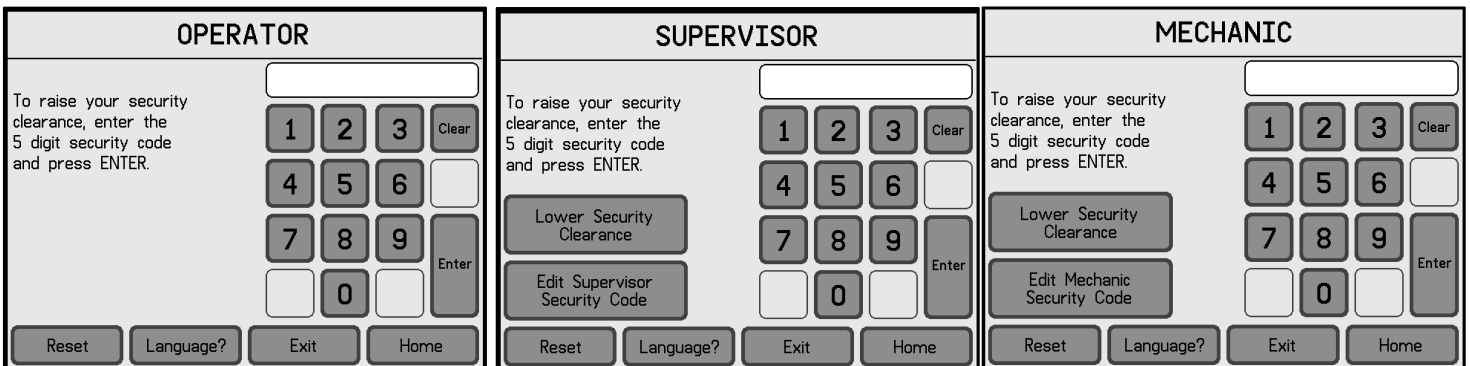 OPERATOR
To raise your security
clearance, enter the
5 digit security code
and press ENTER.
1 2 3 Clear
4 5 6
7 8 9
Enter
0
Reset Language? Exit Home
SUPERVISOR
To raise your security
clearance, enter the
5 digit security code
and press ENTER.
Lower Security
Clearance
Edit Supervisor
Security Code
1 2 3 Clear
4 5 6
7 8 9
Enter
0
Reset Language? Exit Home
MECHANIC
To raise your security
clearance, enter the
5 digit security code
and press ENTER.
Lower Security
Clearance
Edit Mechanic
Security Code
1 2 3 Clear
4 5 6
7 8 9
Enter
0
Reset Language? Exit Home